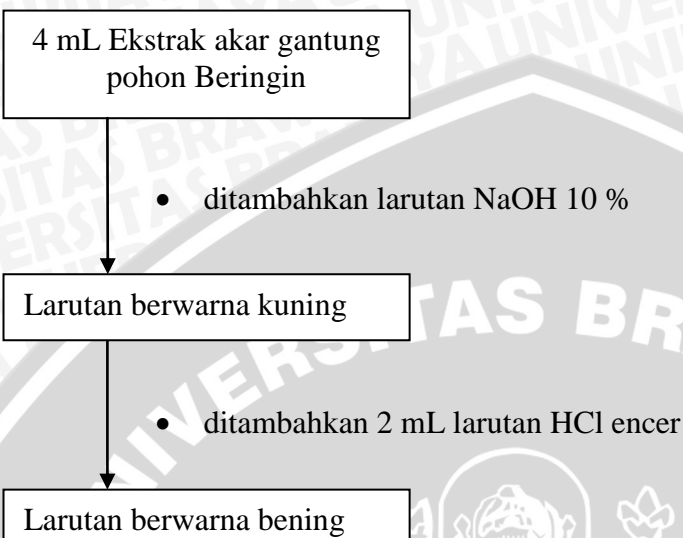 4 mL Ekstrak akar gantung
pohon Beringin
• ditambahkan larutan NaOH 10 %
Larutan berwarna kuning
• ditambahkan 2 mL larutan HCl encer
Larutan berwarna bening